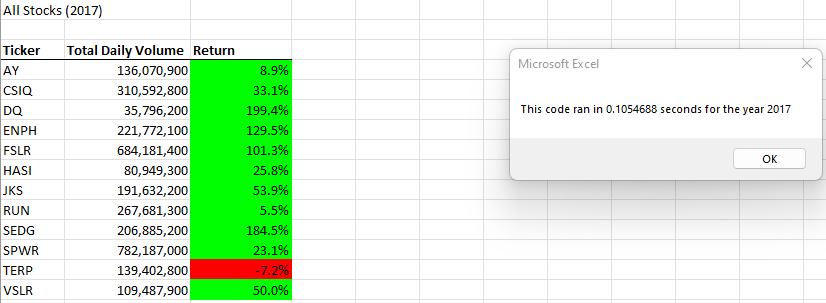 All Stocks (2017)
Ticker Total Daily Volume Return
AY 136,070,900 8.9%
CSIQ 310,592,800 33.1%
DQ 35,796,200 199.4%
ENPH 221,772,100 129.5%
FSLR 684,181,400 101.3%
HASI 80,949,300 25.8%
JKS 191,632,200 53.9%
RUN 267,681,300 5.5%
SEDG 206,885,200 184.5%
SPWR 782,187,000 23.1%
TERP 139,402,800 -7.2%
VSLR 109,487,900 50.0%
Microsoft Excel
This code ran in 0.1054688 seconds for the year 2017
OK